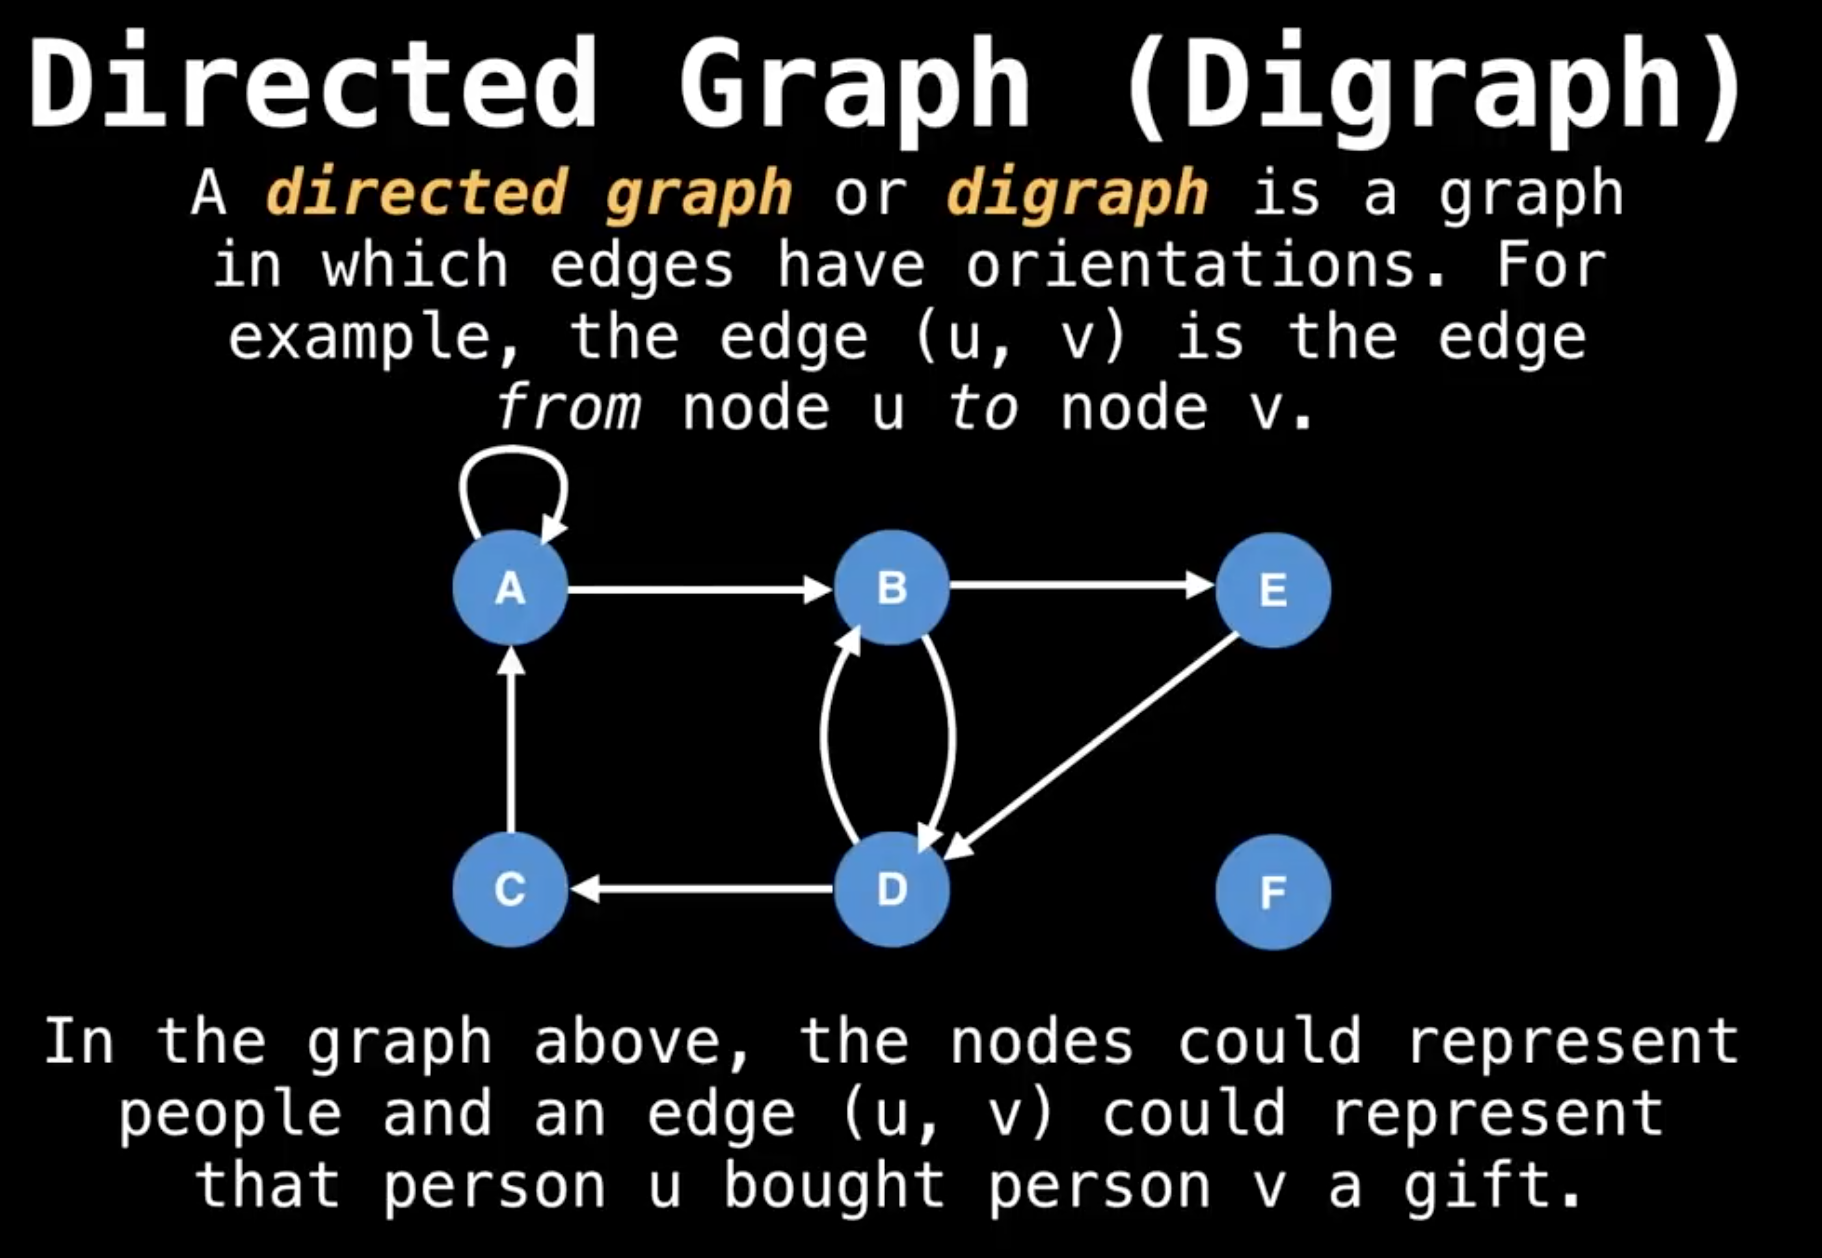 Directed Graph (Digraph)
A directed graph or digraph is a graph
in which edges have orientations. For
example, the edge (u, v) is the edge
from node u to node v.
A
B
E
C
D
F
In the graph above, the nodes could represent
people and an edge (u, v) could represent
that person u bought person v a gift.